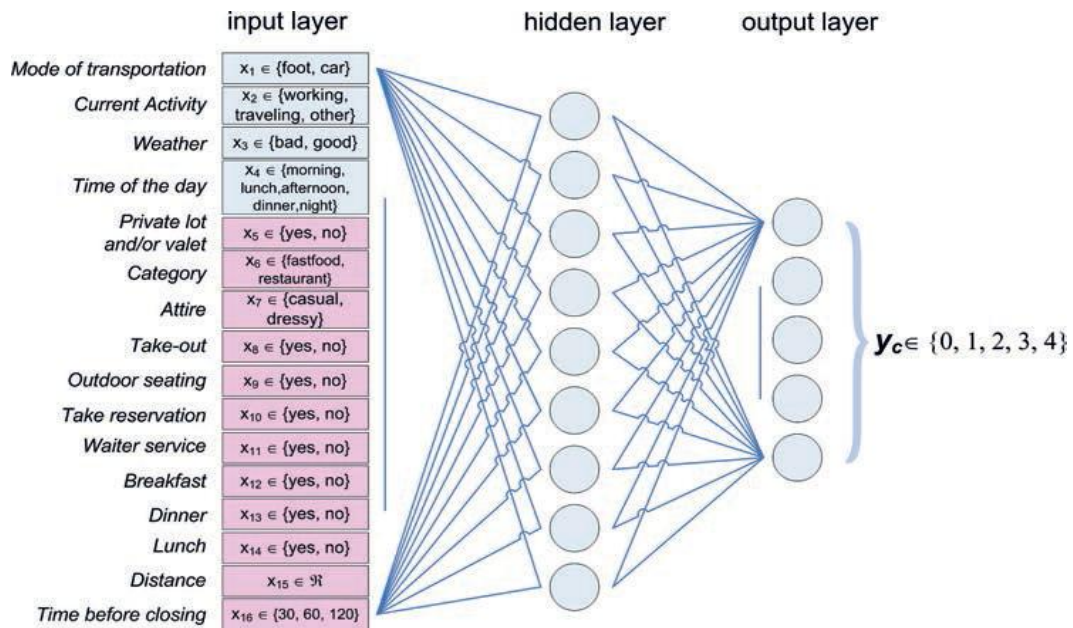 input layer
hidden layer
output layer
Mode of transportation
x1 ∈ {foot, car}
Current Activity
x2 ∈ {working,
traveling, other}
Weather
x3 ∈ {bad, good}
Time of the day
x4 ∈ {morning,
lunch,afternoon,
dinner,night}
Private lot
and/or valet
x5 ∈ {yes, no}
Category
x6 ∈ {fastfood,
restaurant}
Attire
x7 ∈ {casual,
dressy}
Take-out
x8 ∈ {yes, no}
Outdoor seating
x9 ∈ {yes, no}
Take reservation
x10 ∈ {yes, no}
Waiter service
x11 ∈ {yes, no}
Breakfast
x12 ∈ {yes, no}
Dinner
x13 ∈ {yes, no}
Lunch
x14 ∈ {yes, no}
Distance
x15 ∈ ℜ
Time before closing
x16 ∈ {30, 60, 120}
yc ∈ {0, 1, 2, 3, 4}